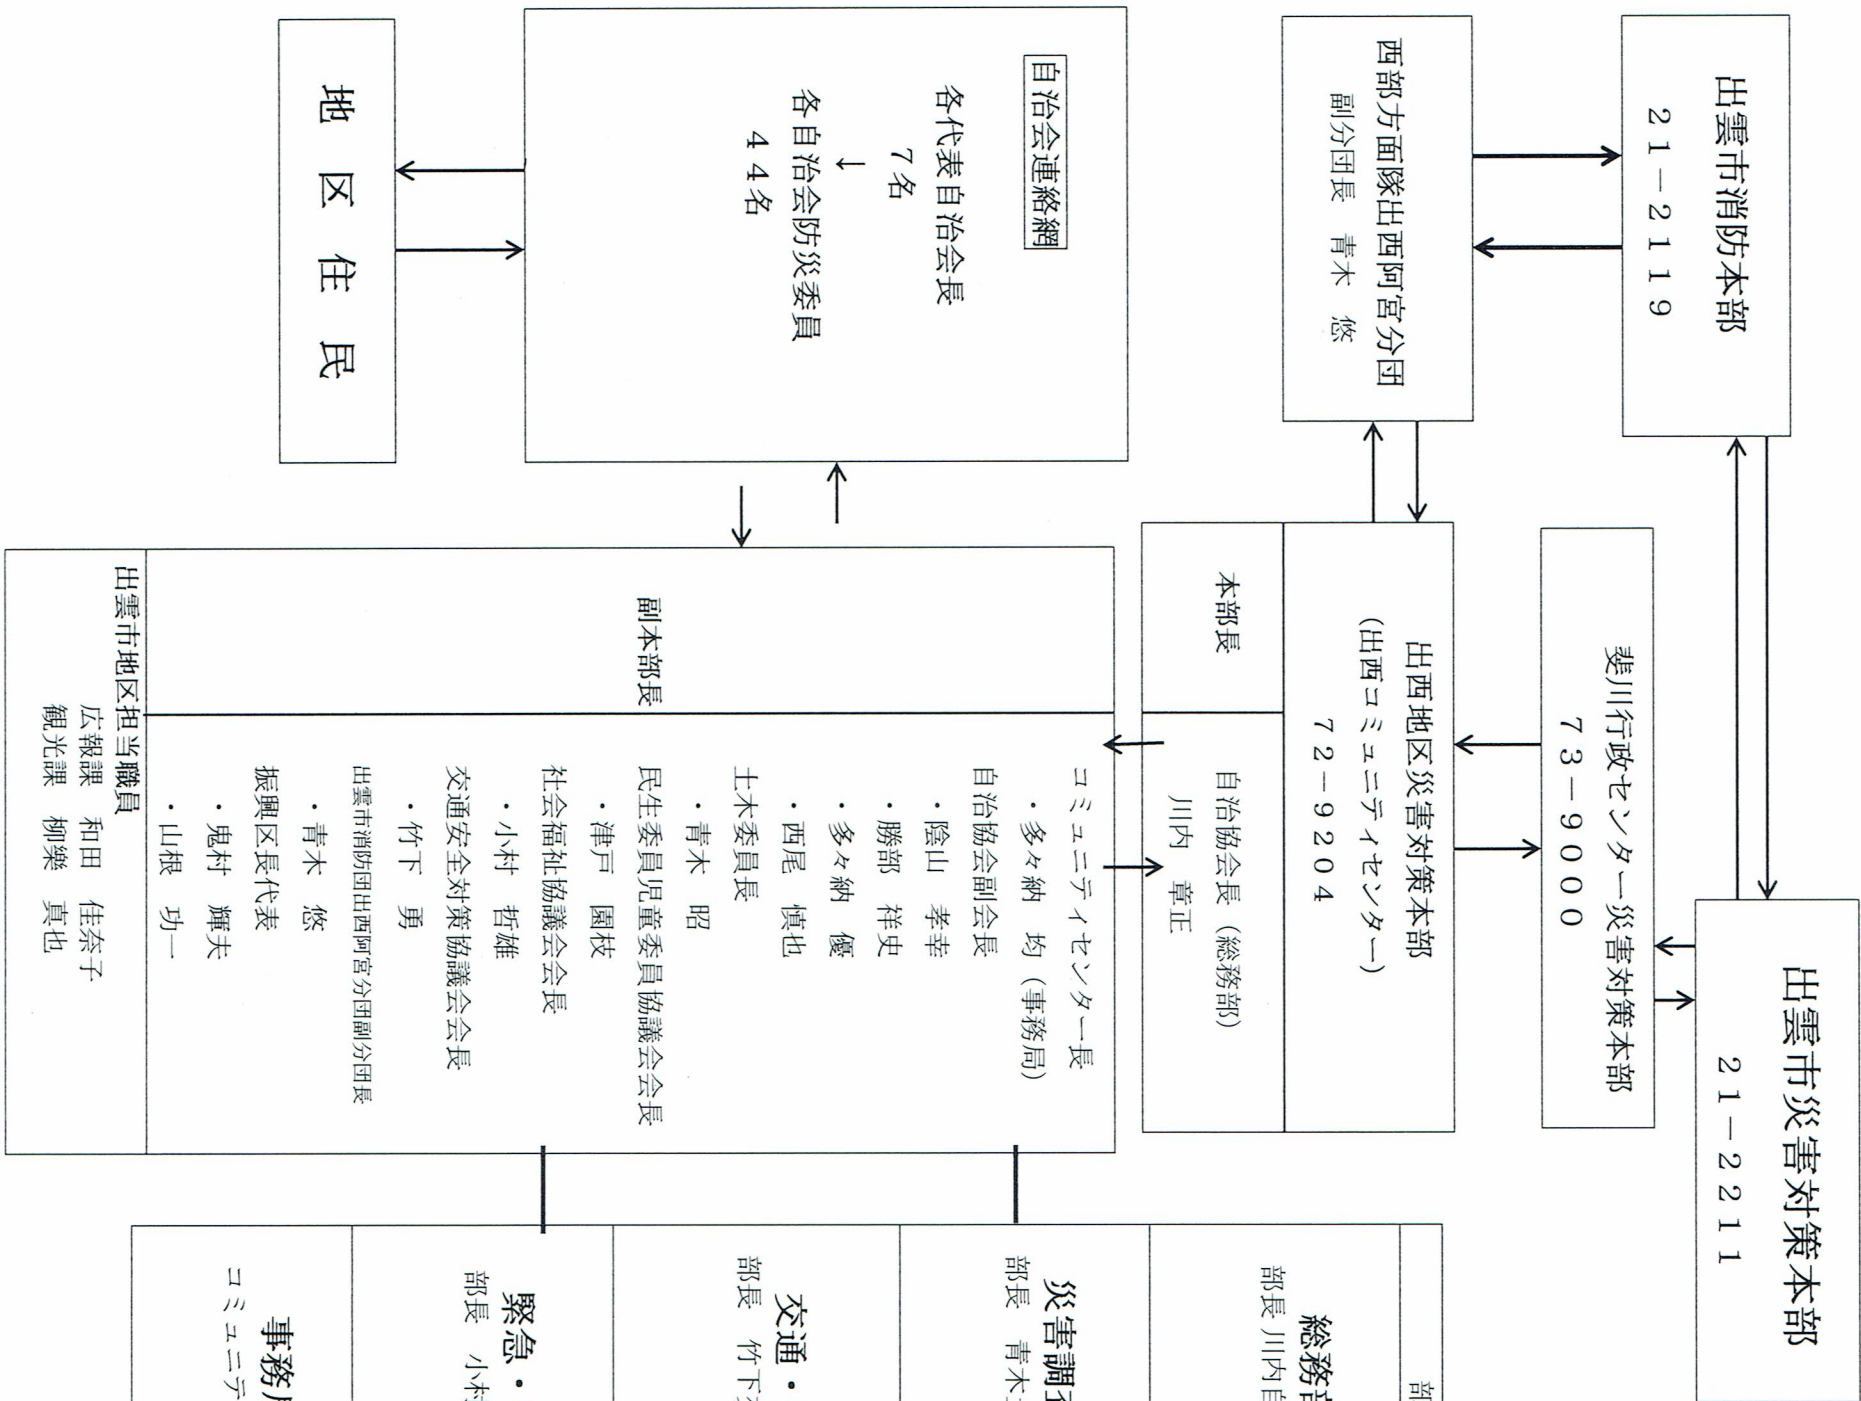 出雲市災害対策本部
21－2211
出雲市消防本部
21－2119
斐川行政センター災害対策本部
73－9000
西部方面隊出西阿宮分団
副分団長　青木　悠
出西地区災害対策本部
(出西コミュニティセンター)
72－9204
本部長
自治協会長（総務部）
川内　章正
自治会連絡網
各代表自治会長
7名
↓
各自治会防災委員
44名
地区住民
副本部長
コミュニティセンター長
・多々納　均（事務局）
自治協会副会長
・陰山　孝幸
・勝部　祥史
・多々納　優
・西尾　慎也
土木委員長
・青木　昭
民生委員児童委員協議会会長
・津戸　園枝
社会福祉協議会会長
・小村　哲雄
交通安全対策協議会会長
・竹下　勇
出雲市消防団出西阿宮分団副分団長
・青木　悠
振興区長代表
・鬼村　輝夫
・山根　功一
出雲市地区担当職員
広報課　和田　佳奈子
観光課　柳樂　真也
部
総務部
部長 川内自
災害調査
部長　青木
交通・
部長　竹下
緊急・
部長　小村
事務局
コミュニテ